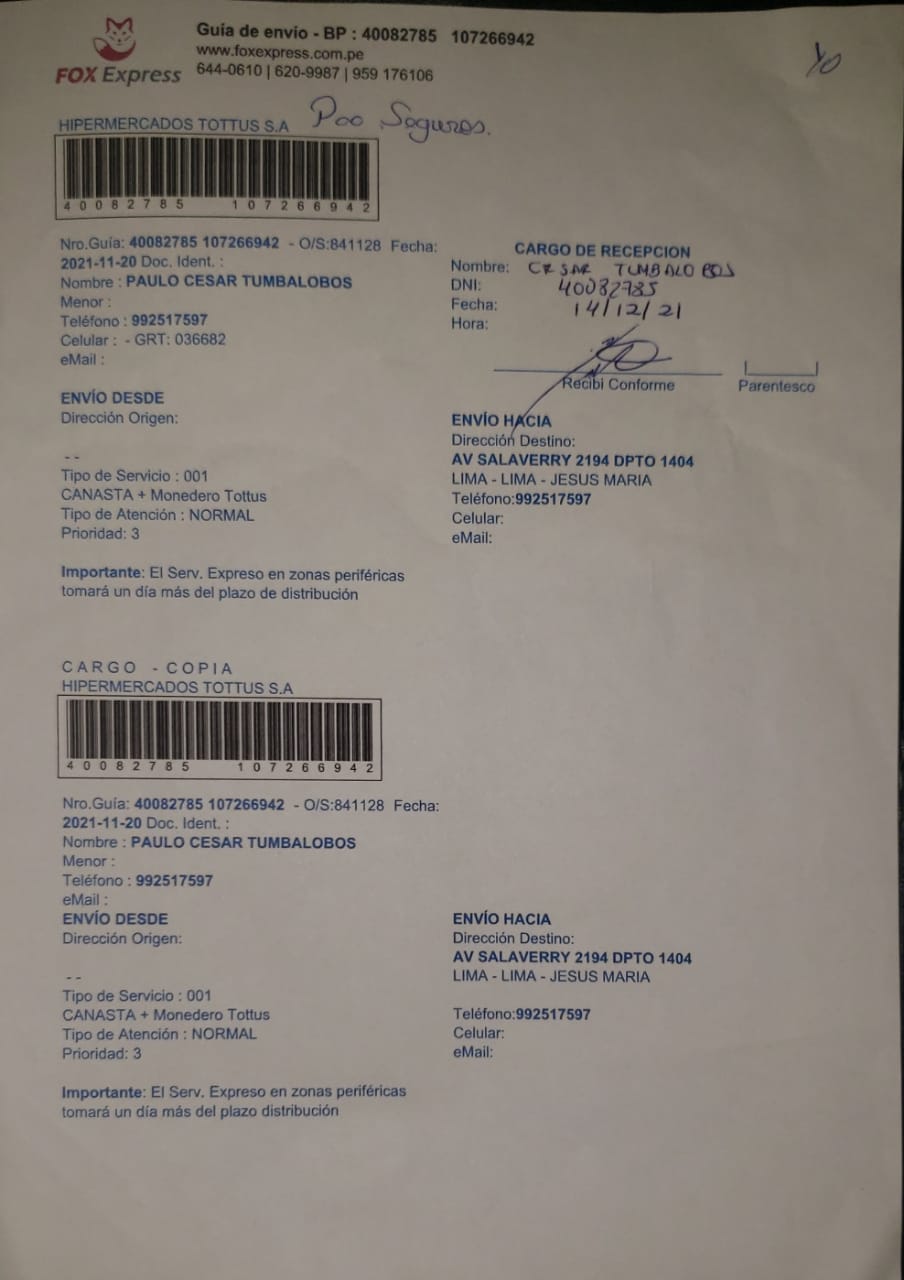 FOX Express
Guía de envío - BP : 40082785 107266942
www.foxexpress.com.pe
644-0610 | 620-9987 | 959 176106
Yo
HIPERMERCADOS TOTTUS S.A
Seguros.
40082785 107266942
Nro.Guía: 40082785 107266942 - O/S:841128 Fecha:
2021-11-20 Doc. Ident. :
Nombre : PAULO CESAR TUMBALOBOS
Menor :
Teléfono : 992517597
Celular : - GRT: 036682
eMail :
CARGO DE RECEPCION
Nombre: CESAR TUMBALOBOS
DNI: 40082785
Fecha: 14/12/21
Hora:
Recibi Conforme
Parentesco
ENVÍO DESDE
Dirección Origen:
- -
Tipo de Servicio : 001
CANASTA + Monedero Tottus
Tipo de Atención : NORMAL
Prioridad: 3
ENVÍO HACIA
Dirección Destino:
AV SALAVERRY 2194 DPTO 1404
LIMA - LIMA - JESUS MARIA
Teléfono:992517597
Celular:
eMail:
Importante: El Serv. Expreso en zonas periféricas
tomará un día más del plazo de distribución
CARGO - COPIA
HIPERMERCADOS TOTTUS S.A
40082785 107266942
Nro.Guía: 40082785 107266942 - O/S:841128 Fecha:
2021-11-20 Doc. Ident. :
Nombre : PAULO CESAR TUMBALOBOS
Menor :
Teléfono : 992517597
eMail :
ENVÍO DESDE
Dirección Origen:
- -
Tipo de Servicio : 001
CANASTA + Monedero Tottus
Tipo de Atención : NORMAL
Prioridad: 3
ENVÍO HACIA
Dirección Destino:
AV SALAVERRY 2194 DPTO 1404
LIMA - LIMA - JESUS MARIA
Teléfono:992517597
Celular:
eMail:
Importante: El Serv. Expreso en zonas periféricas
tomará un día más del plazo distribución